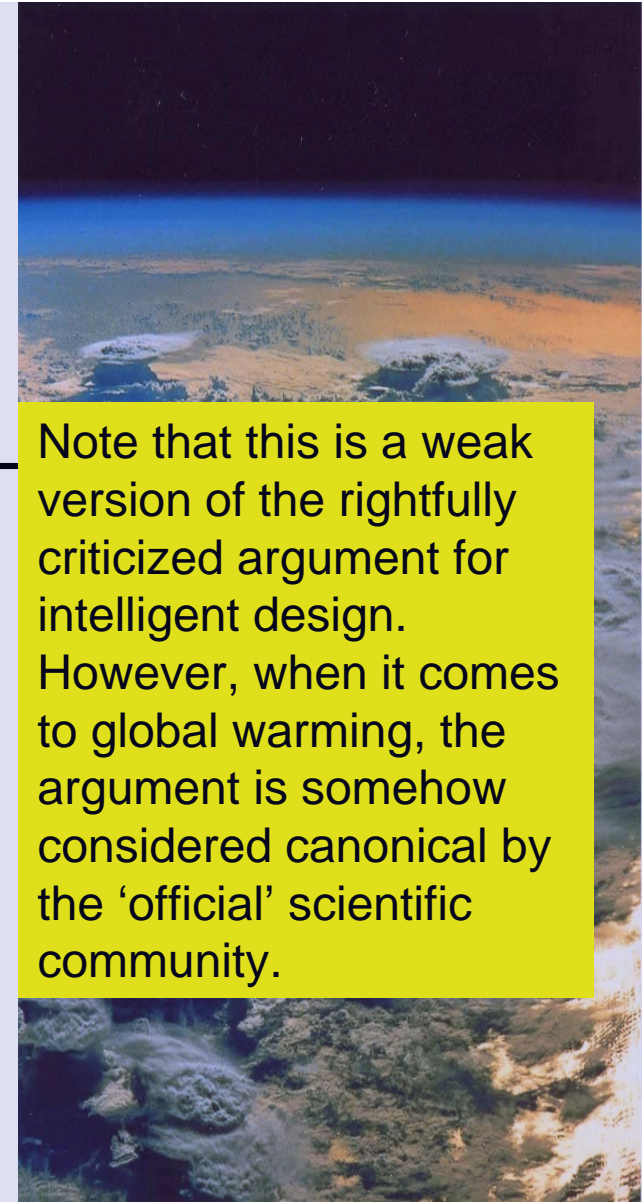 Note that this is a weak
version of the rightfully
criticized argument for
intelligent design.
However, when it comes
to global warming, the
argument is somehow
considered canonical by
the ‘official’ scientific
community.